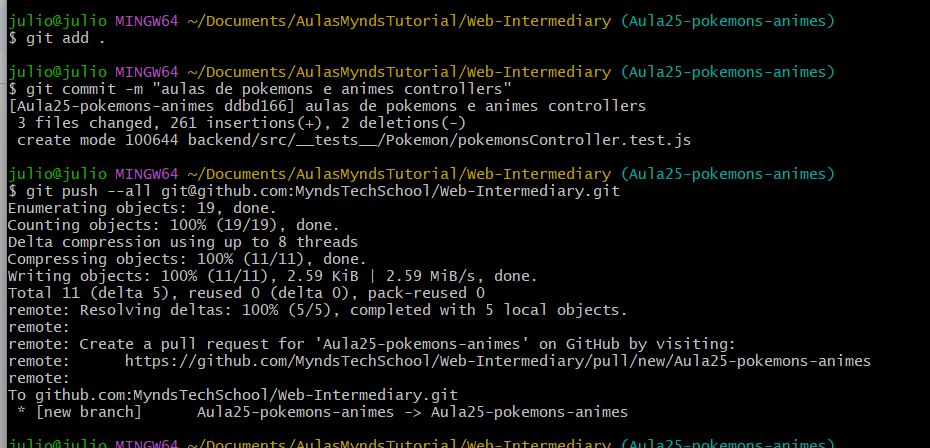 julio@julio MINGW64 ~/Documents/AulasMyndsTutorial/Web-Intermediary (Aula25-pokemons-animes)
$ git add .
julio@julio MINGW64 ~/Documents/AulasMyndsTutorial/Web-Intermediary (Aula25-pokemons-animes)
$ git commit -m "aulas de pokemons e animes controllers"
[Aula25-pokemons-animes ddbd166] aulas de pokemons e animes controllers
 3 files changed, 261 insertions(+), 2 deletions(-)
 create mode 100644 backend/src/__tests__/Pokemon/pokemonsController.test.js
julio@julio MINGW64 ~/Documents/AulasMyndsTutorial/Web-Intermediary (Aula25-pokemons-animes)
$ git push --all git@github.com:MyndsTechSchool/Web-Intermediary.git
Enumerating objects: 19, done.
Counting objects: 100% (19/19), done.
Delta compression using up to 8 threads
Compressing objects: 100% (11/11), done.
Writing objects: 100% (11/11), 2.59 KiB | 2.59 MiB/s, done.
Total 11 (delta 5), reused 0 (delta 0), pack-reused 0
remote: Resolving deltas: 100% (5/5), completed with 5 local objects.
remote:
remote: Create a pull request for 'Aula25-pokemons-animes' on GitHub by visiting:
remote:      https://github.com/MyndsTechSchool/Web-Intermediary/pull/new/Aula25-pokemons-animes
remote:
To github.com:MyndsTechSchool/Web-Intermediary.git
 * [new branch]      Aula25-pokemons-animes -> Aula25-pokemons-animes
julio@julio MINGW64 ~/Documents/AulasMyndsTutorial/Web-Intermediary (Aula25-pokemons-animes)